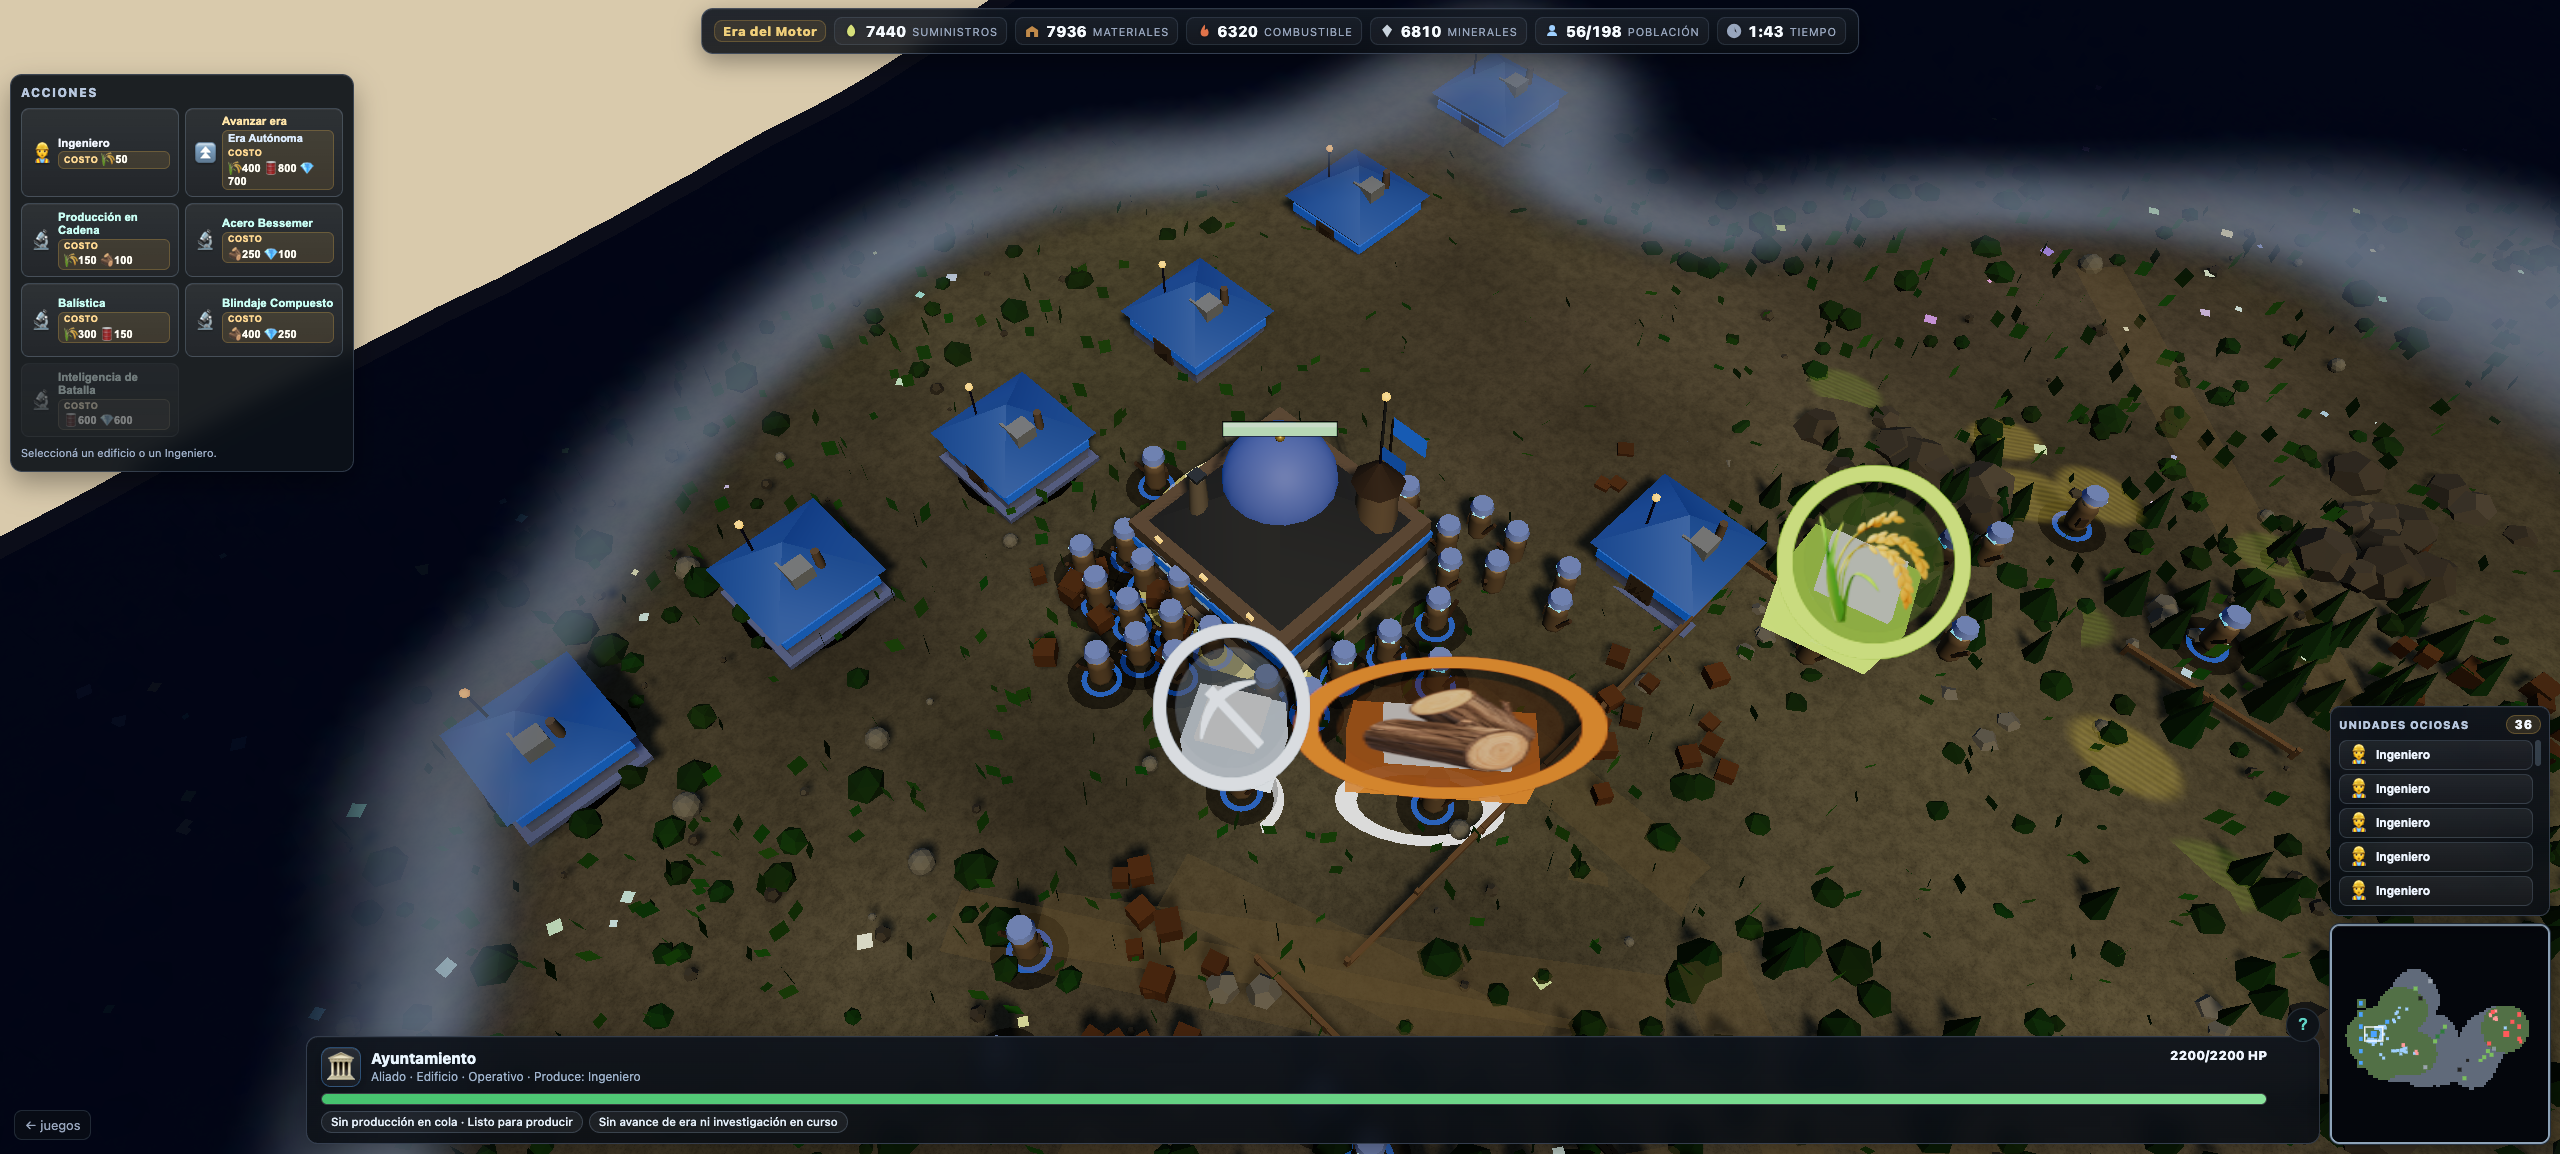 Era del Motor
7440 SUMINISTROS
7936 MATERIALES
6320 COMBUSTIBLE
6810 MINERALES
56/198 POBLACIÓN
1:43 TIEMPO
ACCIONES
Ingeniero
COSTO 50
Avanzar era
Era Autónoma
COSTO
400 800
700
Producción en
Cadena
COSTO
150 100
Acero Bessemer
COSTO
250 100
Balística
COSTO
300 150
Blindaje Compuesto
COSTO
400 250
Inteligencia de
Batalla
COSTO
600 600
Seleccioná un edificio o un Ingeniero.
UNIDADES OCIOSAS 36
Ingeniero
Ingeniero
Ingeniero
Ingeniero
Ingeniero
?
Ayuntamiento
2200/2200 HP
Aliado · Edificio · Operativo · Produce: Ingeniero
Sin producción en cola · Listo para producir
Sin avance de era ni investigación en curso
← juegos